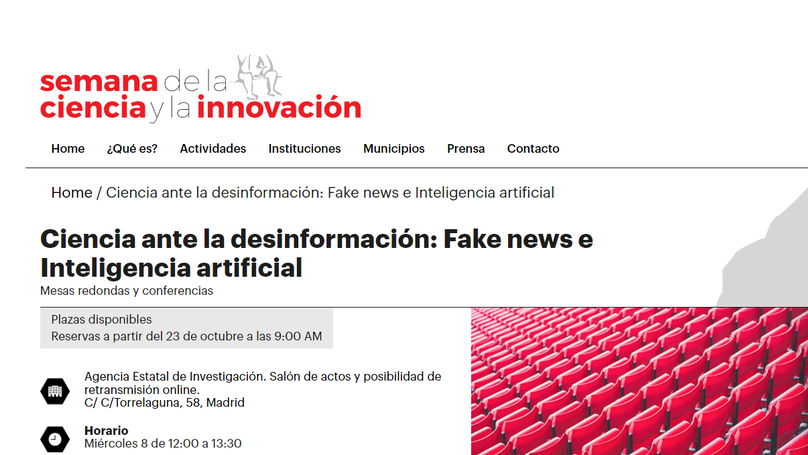 semana de la
ciencia y la innovación
Home ¿Qué es? Actividades Instituciones Municipios Prensa Contacto
Home / Ciencia ante la desinformación: Fake news e Inteligencia artificial
Ciencia ante la desinformación: Fake news e
Inteligencia artificial
Mesas redondas y conferencias
Plazas disponibles
Reservas a partir del 23 de octubre a las 9:00 AM
Agencia Estatal de Investigación. Salón de actos y posibilidad de
retransmisión online.
C/ C/Torrelaguna, 58, Madrid
Horario
Miércoles 8 de 12:00 a 13:30